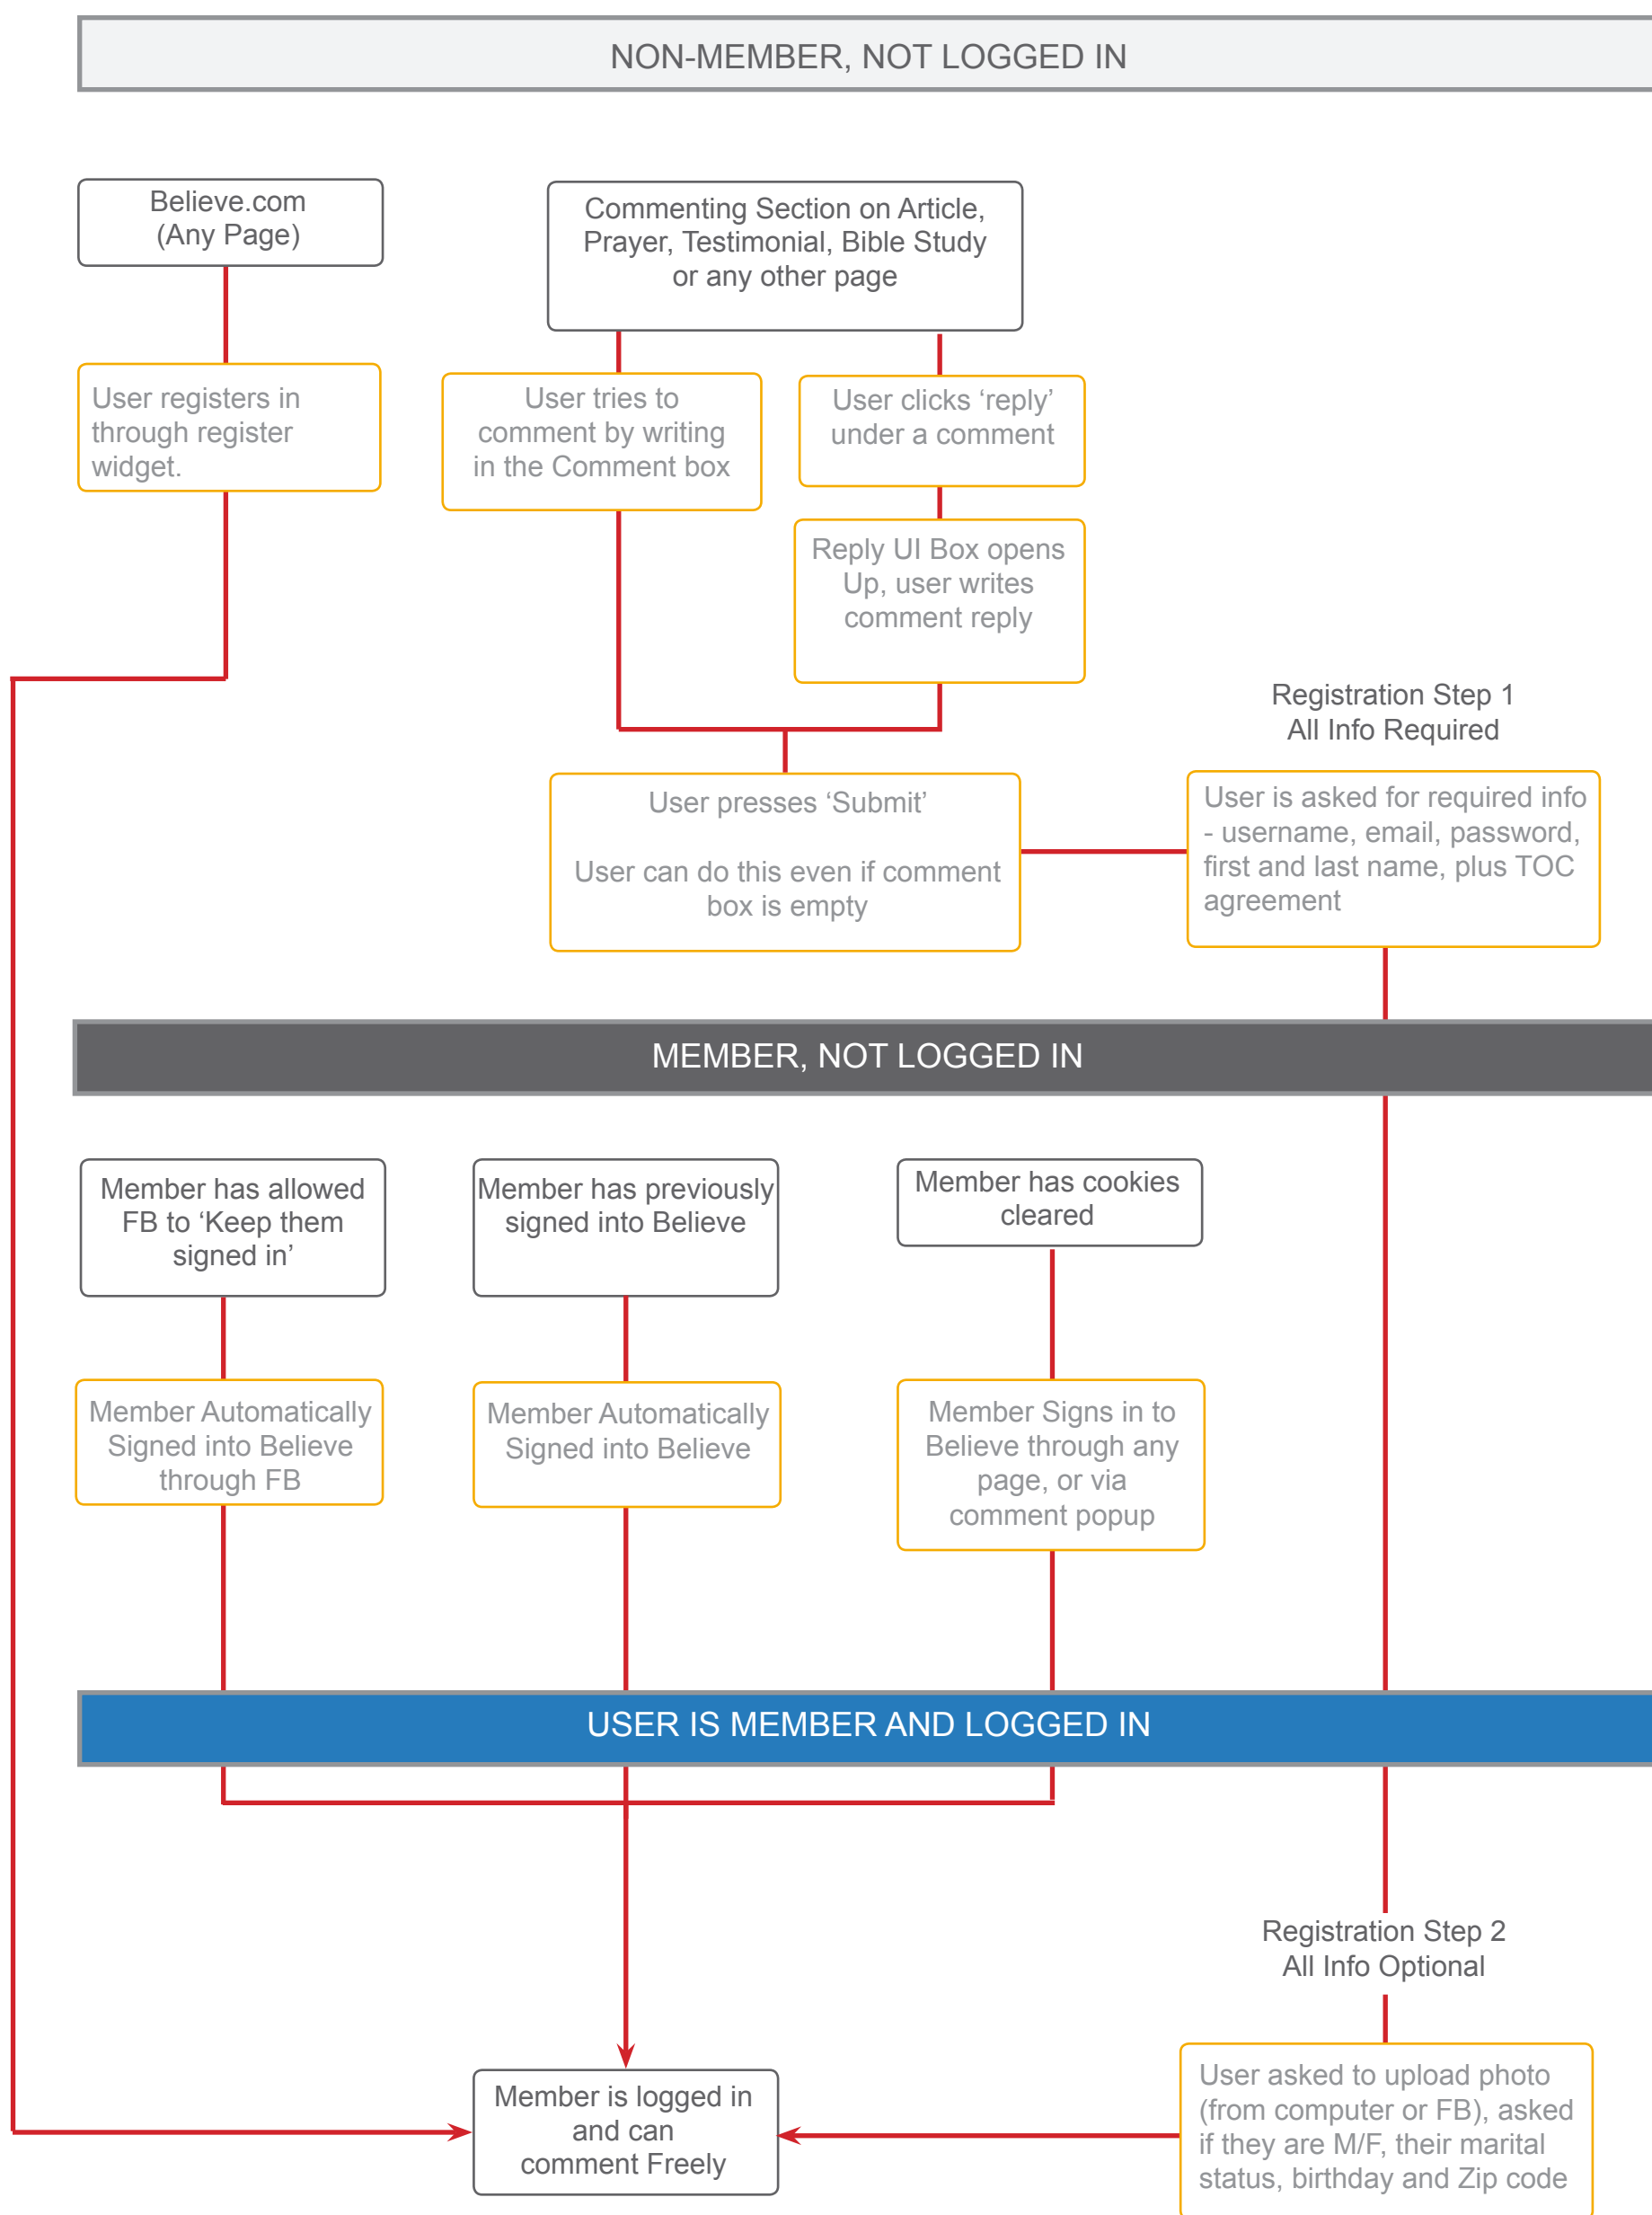 NON-MEMBER, NOT LOGGED IN
Believe.com
(Any Page)
Commenting Section on Article,
Prayer, Testimonial, Bible Study
or any other page
User registers in
through register
widget.
User tries to
comment by writing
in the Comment box
User clicks ‘reply’
under a comment
Reply UI Box opens
Up, user writes
comment reply
Registration Step 1
All Info Required
User presses ‘Submit’
User can do this even if comment
box is empty
User is asked for required info
- username, email, password,
first and last name, plus TOC
agreement
MEMBER, NOT LOGGED IN
Member has allowed
FB to ‘Keep them
signed in’
Member has previously
signed into Believe
Member has cookies
cleared
Member Automatically
Signed into Believe
through FB
Member Automatically
Signed into Believe
Member Signs in to
Believe through any
page, or via
comment popup
USER IS MEMBER AND LOGGED IN
Registration Step 2
All Info Optional
Member is logged in
and can
comment Freely
User asked to upload photo
(from computer or FB), asked
if they are M/F, their marital
status, birthday and Zip code